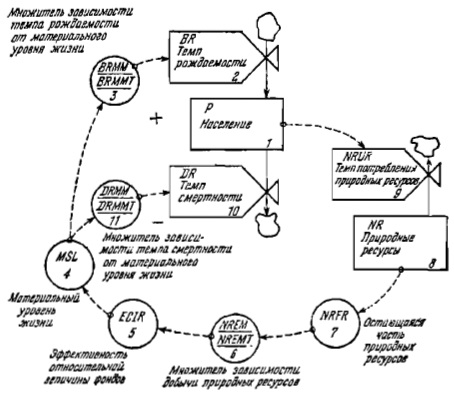 Множитель зависимости
темпа рождаемости
от материального
уровня жизни
BR
Темп
рождаемости
2
BRMM
BRMMT
3
+
P
Население
1
NRUR
Темп потребления
природных ресурсов
9
DR
Темп
смертности
10
DRMM
DRMMT
11
−
NR
Природные
ресурсы
8
Множитель зависи-
мости темпа смертности
от материального
уровня жизни
MSL
4
Материальный
уровень
жизни
ECIR
5
NREM
NREMT
6
NRFR
7
Остающаяся
часть
природных
ресурсов
Эффективность
относительной
величины фондов
Множитель зависимости
добычи природных ресурсов